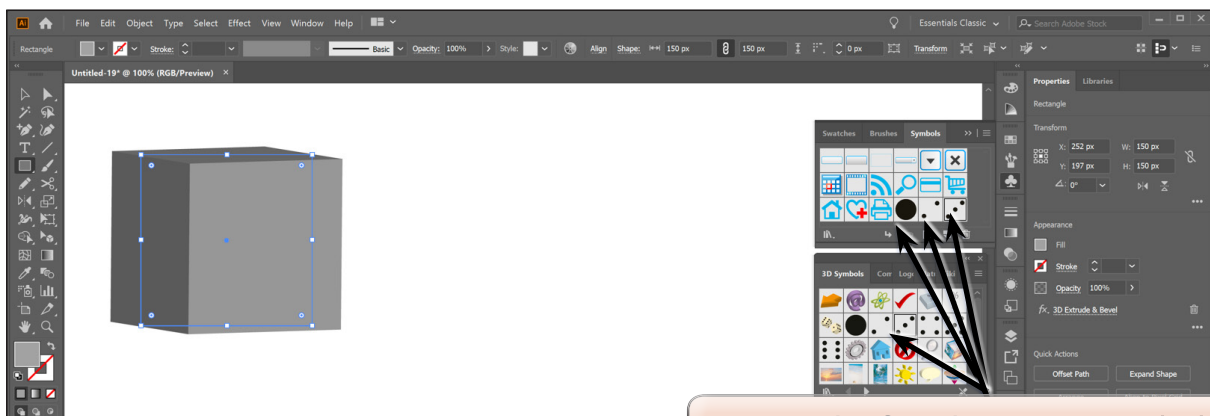 Ai File Edit Object Type Select Effect View Window Help
Essentials Classic Search Adobe Stock
Rectangle Stroke: Basic Opacity: 100% Style: Align Shape: 150 px 150 px 0 px Transform
Untitled-19* @ 100% (RGB/Preview) ×
Properties Libraries
Rectangle
Transform
X: 252 px W: 150 px
Y: 197 px H: 150 px
0°
Appearance
Fill
Stroke
Opacity 100%
fx. 3D Extrude & Bevel
Quick Actions
Offset Path Expand Shape
Swatches Brushes Symbols
3D Symbols Logo